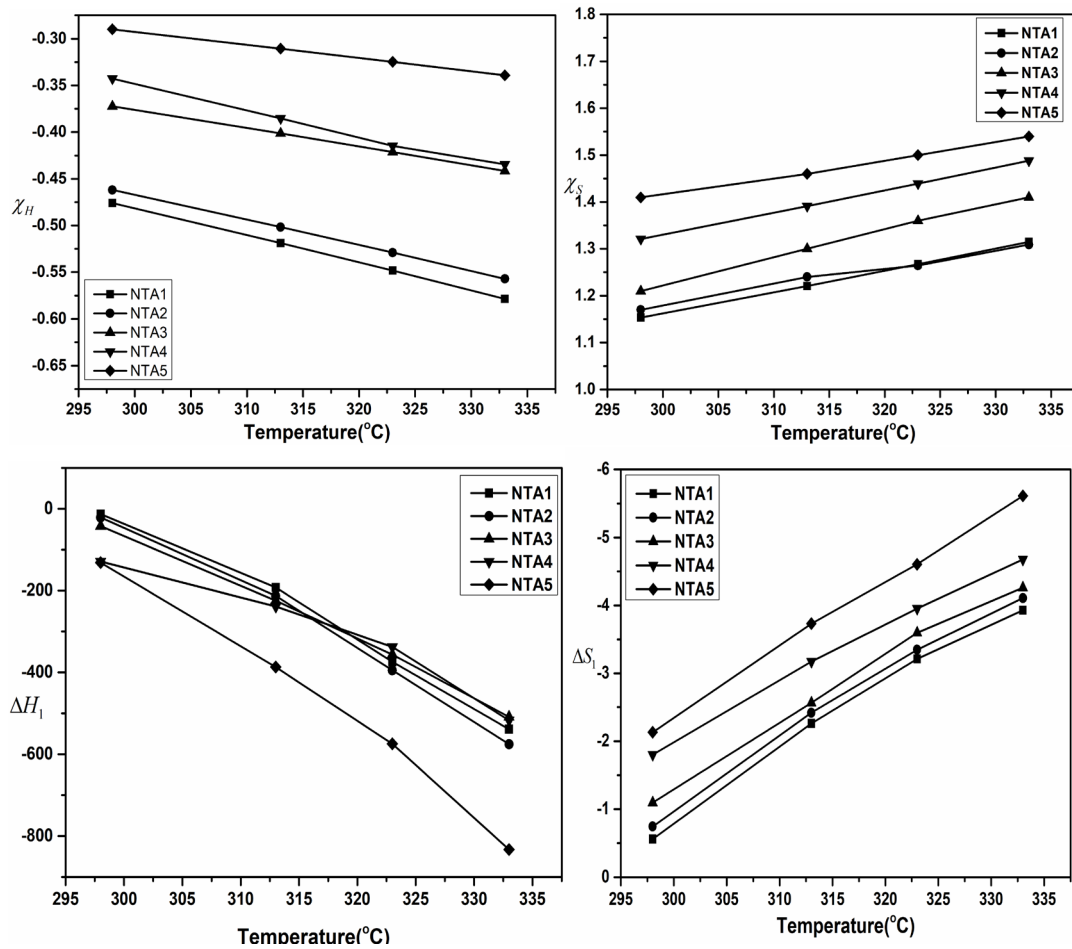 -0.30
-0.35
-0.40
-0.45
-0.50
-0.55
-0.60
-0.65
χH
NTA1
NTA2
NTA3
NTA4
NTA5
295 300 305 310 315 320 325 330 335
Temperature(°C)
1.8
1.7
1.6
1.5
1.4
1.3
1.2
1.1
1.0
χS
NTA1
NTA2
NTA3
NTA4
NTA5
295 300 305 310 315 320 325 330 335
Temperature(°C)
0
-200
-400
-600
-800
ΔH1
NTA1
NTA2
NTA3
NTA4
NTA5
295 300 305 310 315 320 325 330 335
Temperature(°C)
-6
-5
-4
-3
-2
-1
0
ΔS1
NTA1
NTA2
NTA3
NTA4
NTA5
295 300 305 310 315 320 325 330 335
Temperature(°C)